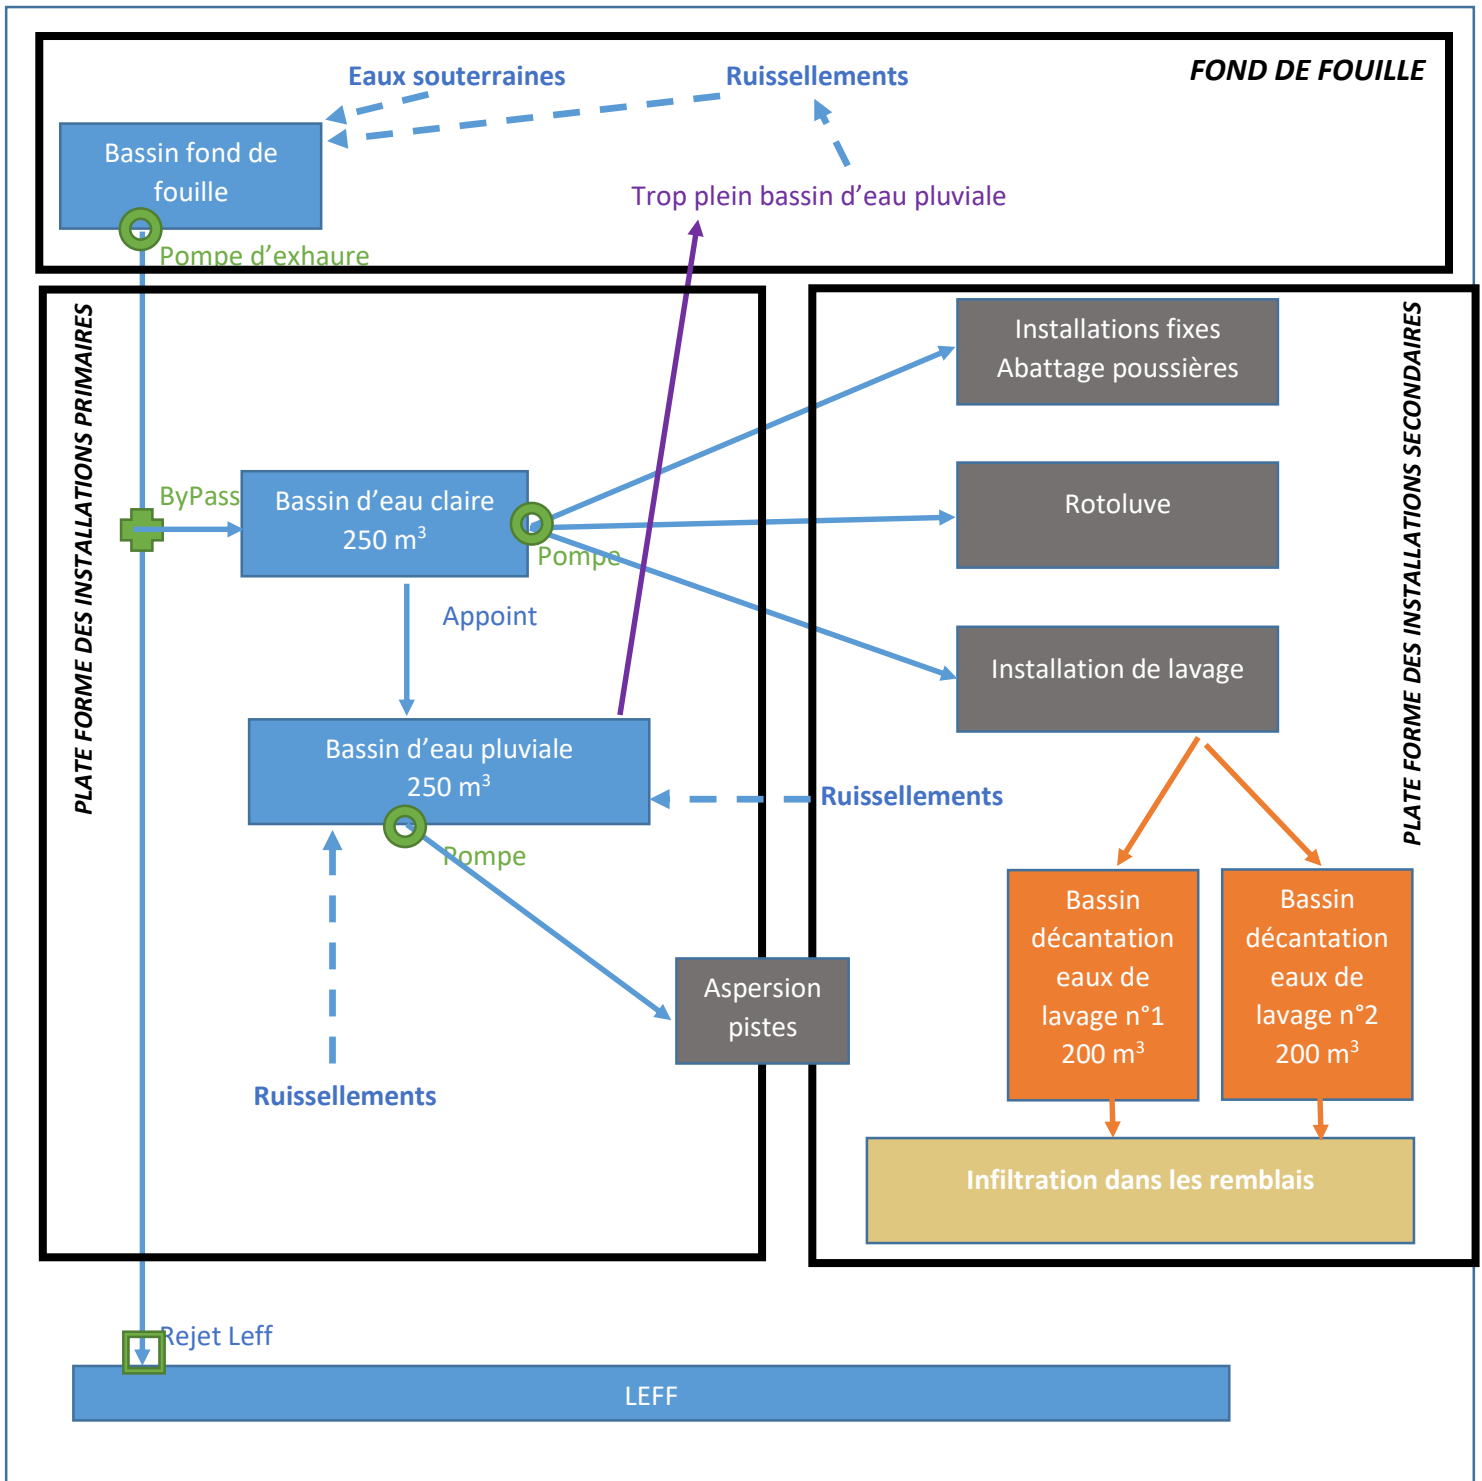 FOND DE FOUILLE
Eaux souterraines
Ruissellements
Bassin fond de
fouille
Trop plein bassin d'eau pluviale
Pompe d'exhaure
PLATE FORME DES INSTALLATIONS PRIMAIRES
ByPass
Bassin d'eau claire
250 m³
Pompe
Appoint
Bassin d'eau pluviale
250 m³
Pompe
Ruissellements
Ruissellements
Aspersion
pistes
PLATE FORME DES INSTALLATIONS SECONDAIRES
Installations fixes
Abattage poussières
Rotoluve
Installation de lavage
Bassin
décantation
eaux de
lavage n°1
200 m³
Bassin
décantation
eaux de
lavage n°2
200 m³
Infiltration dans les remblais
Rejet Leff
LEFF